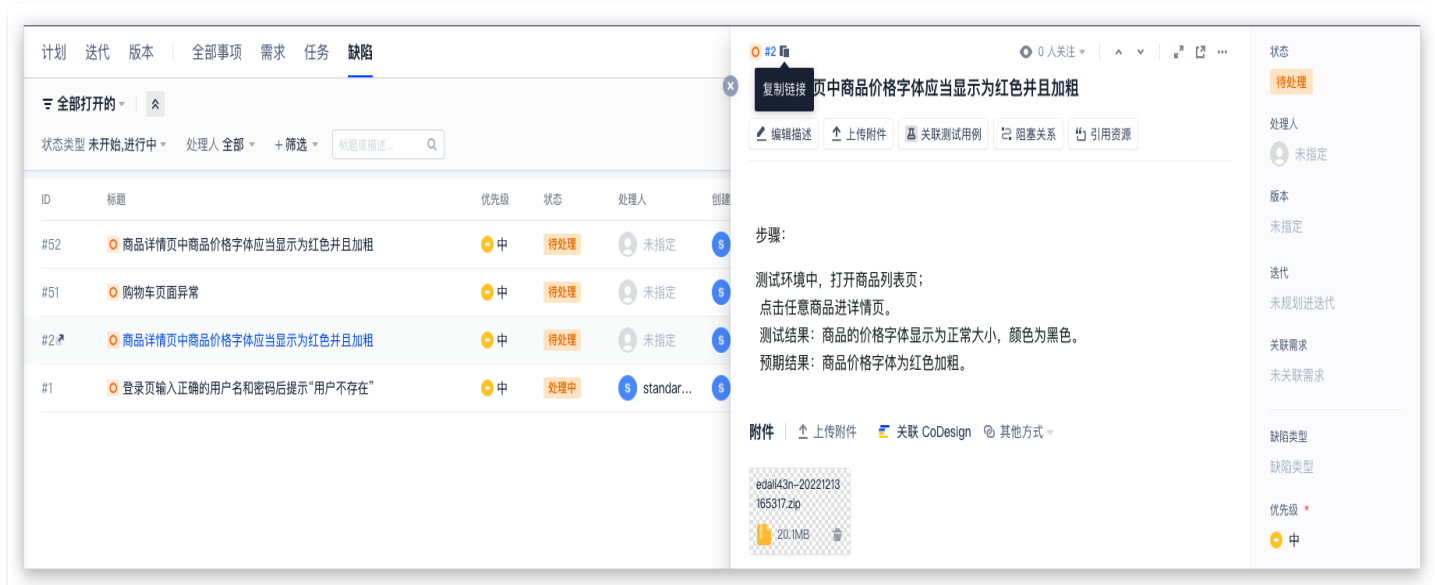 计划 迭代 版本 全部事项 需求 任务 缺陷
全部打开的
状态类型 未开始,进行中 处理人 全部 +筛选 标题或描述...
ID 标题 优先级 状态 处理人 创建
#52 商品详情页中商品价格字体应当显示为红色并且加粗 中 待处理 未指定 S
#51 购物车页面异常 中 待处理 未指定 S
#2 商品详情页中商品价格字体应当显示为红色并且加粗 中 待处理 未指定 S
#1 登录页输入正确的用户名和密码后提示“用户不存在” 中 处理中 S standar... S
#2 0 人关注
复制链接
页中商品价格字体应当显示为红色并且加粗
编辑描述 上传附件 关联测试用例 阻塞关系 引用资源
步骤：
测试环境中，打开商品列表页；
点击任意商品进详情页。
测试结果：商品的价格字体显示为正常大小，颜色为黑色。
预期结果：商品价格字体为红色加粗。
附件 上传附件 关联 CoDesign 其他方式
edali43n-20221213
165317.zip
20.1MB
状态
待处理
处理人
未指定
版本
未指定
迭代
未规划进迭代
关联需求
未关联需求
缺陷类型
缺陷类型
优先级 *
中